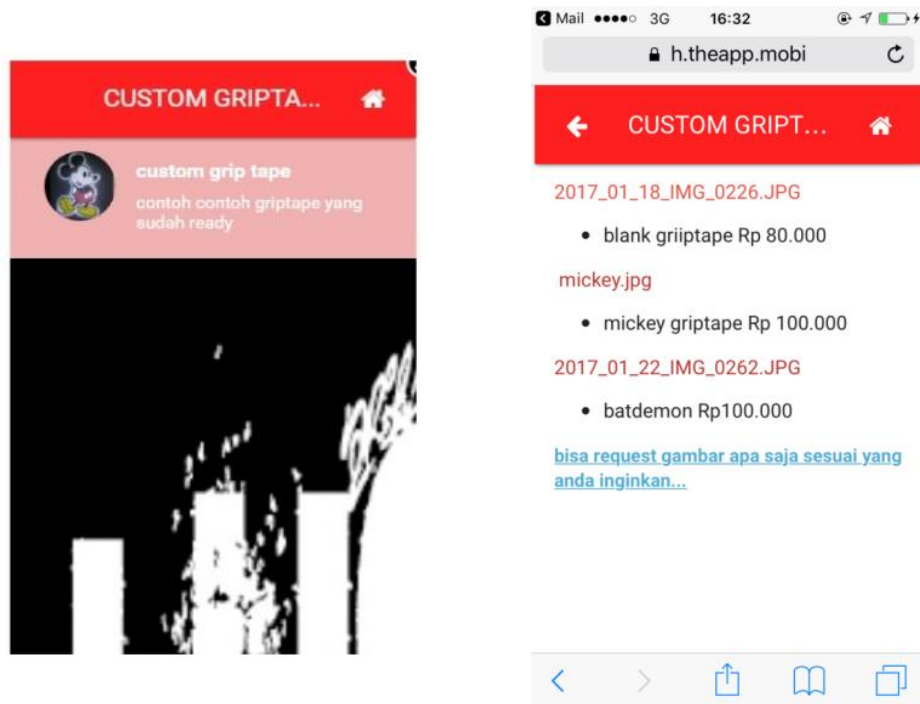 CUSTOM GRIPTA...
custom grip tape
contoh contoh griptape yang
sudah ready
Mail 3G 16:32
h.theapp.mobi
CUSTOM GRIPT...
2017_01_18_IMG_0226.JPG
• blank griiptape Rp 80.000
mickey.jpg
• mickey griptape Rp 100.000
2017_01_22_IMG_0262.JPG
• batdemon Rp100.000
bisa request gambar apa saja sesuai yang
anda inginkan...